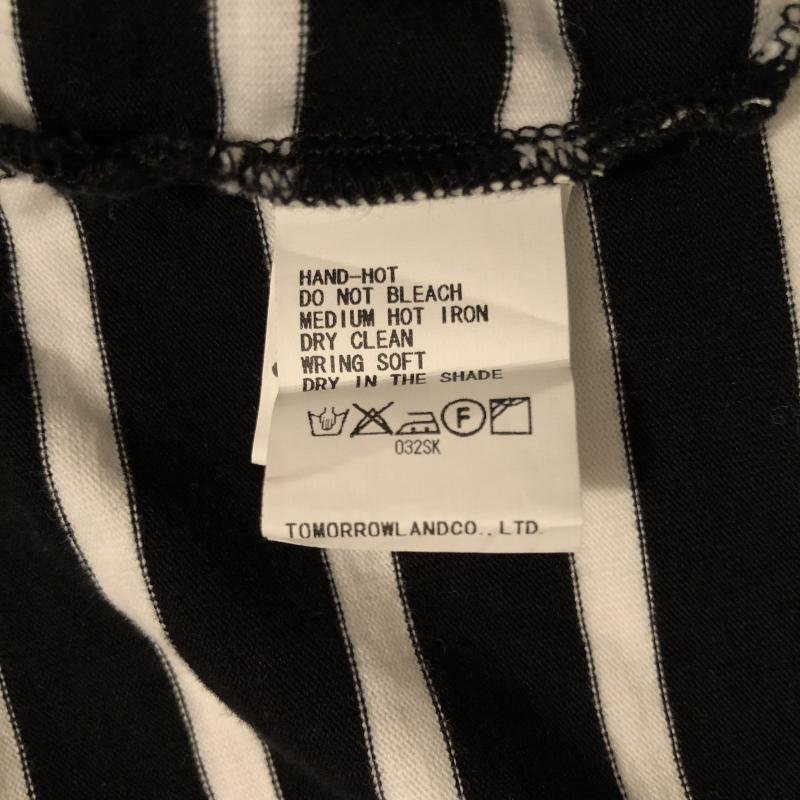 HAND-HOT
DO NOT BLEACH
MEDIUM HOT IRON
DRY CLEAN
WRING SOFT
DRY IN THE SHADE
F
032SK
TOMORROWLANDCO., LTD.